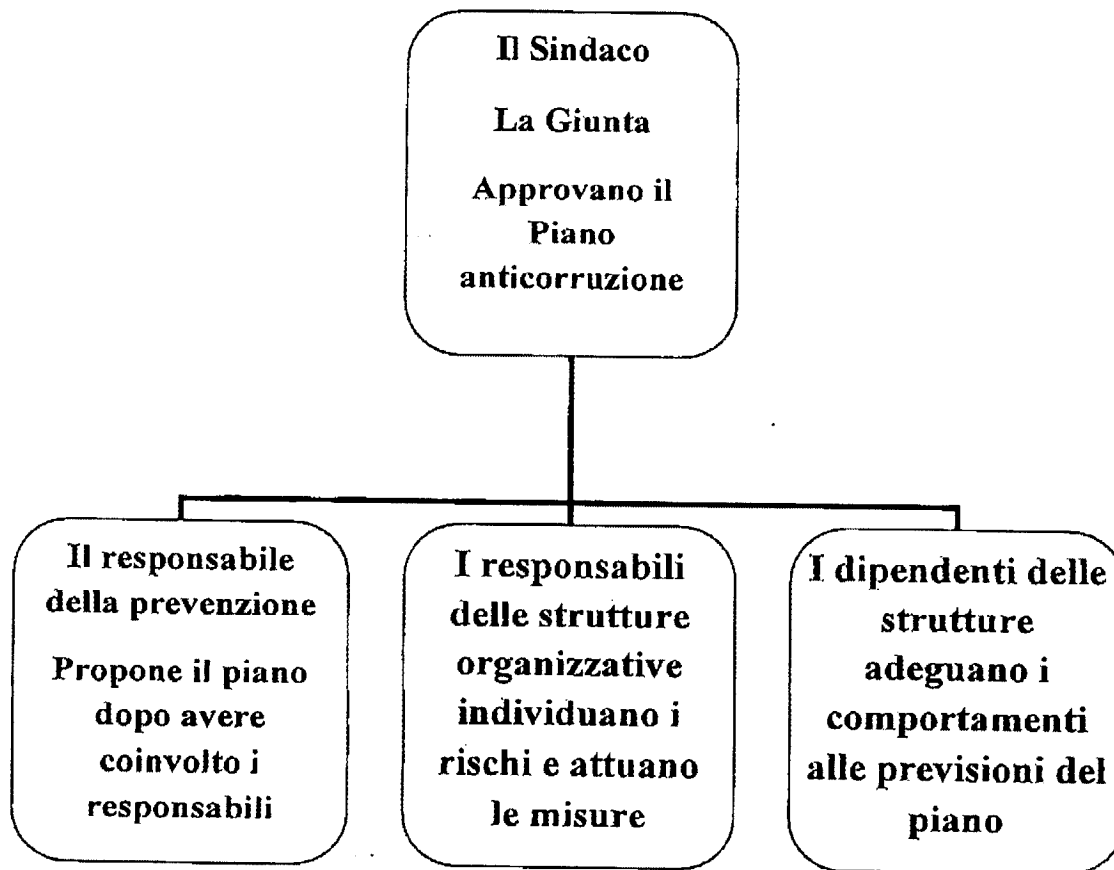 Il Sindaco
La Giunta
Approvano il
Piano
anticorruzione
Il responsabile
della prevenzione
Propone il piano
dopo avere
coinvolto i
responsabili
I responsabili
delle strutture
organizzative
individuano i
rischi e attuano
le misure
I dipendenti delle
strutture
adeguano i
comportamenti
alle previsioni del
piano